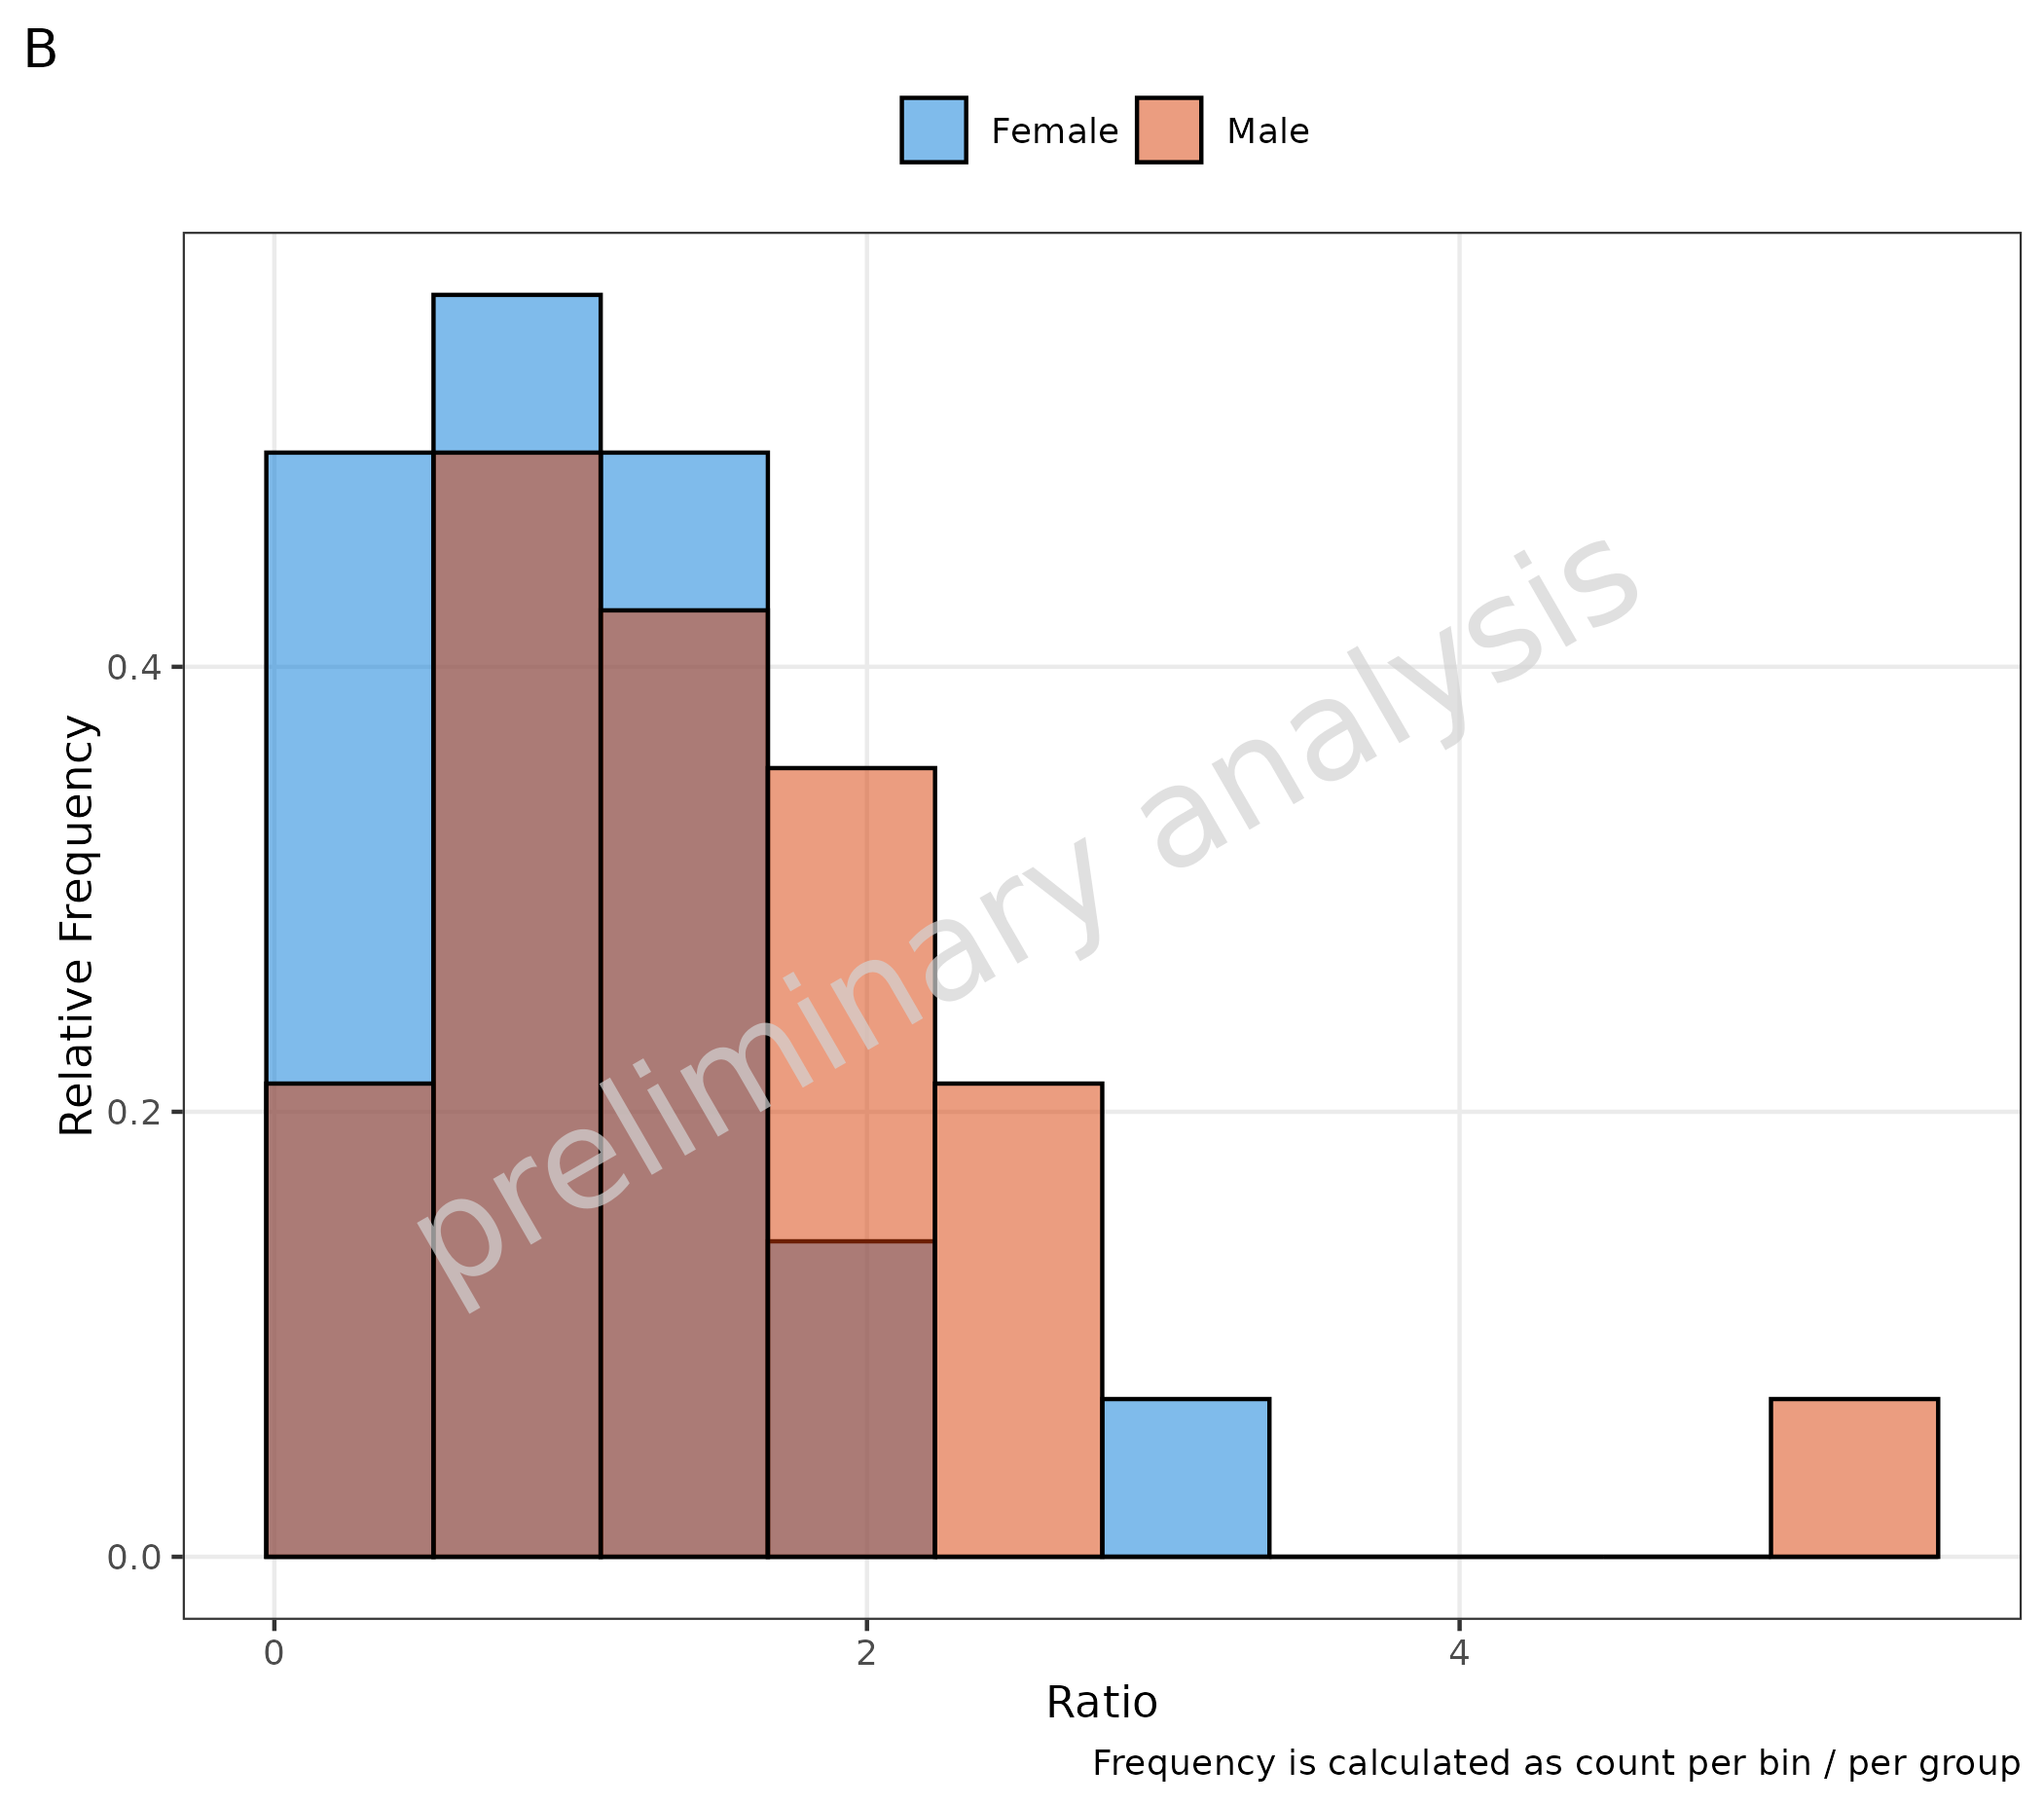 B
Female Male
0.4
0.2
0.0
Relative Frequency
preliminary analysis
0 2 4
Ratio
Frequency is calculated as count per bin / per group